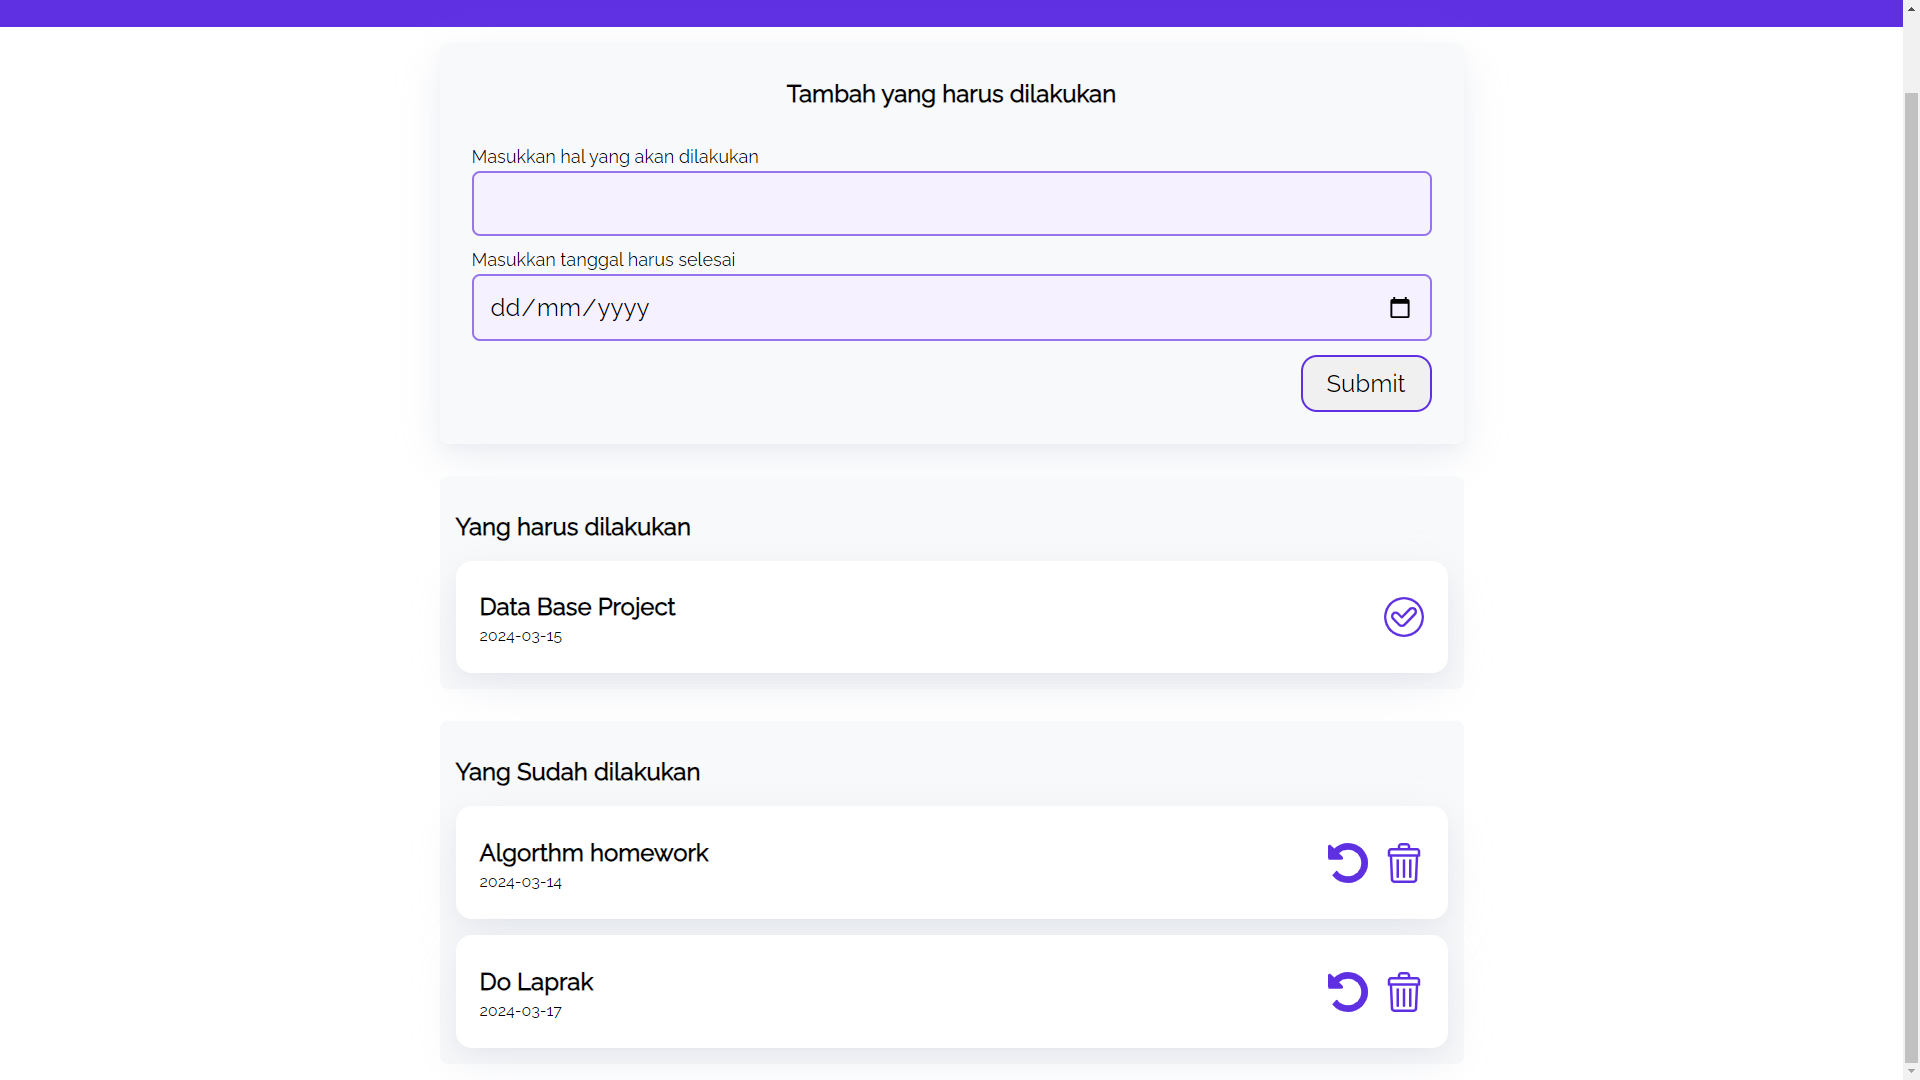 Tambah yang harus dilakukan
Masukkan hal yang akan dilakukan
Masukkan tanggal harus selesai
dd/mm/yyyy
Submit
Yang harus dilakukan
Data Base Project
2024-03-15
Yang Sudah dilakukan
Algorthm homework
2024-03-14
Do Laprak
2024-03-17